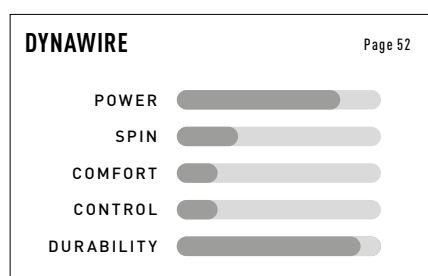 DYNAWIRE Page 52
POWER
SPIN
COMFORT
CONTROL
DURABILITY